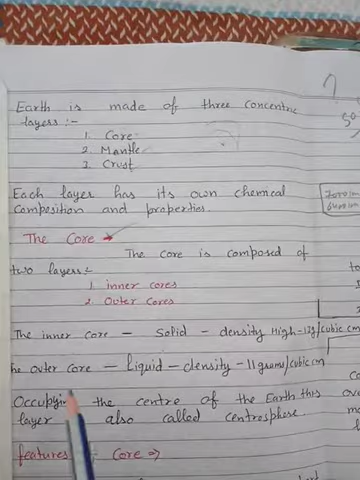 Earth is made of three concentric
layers :-
1. Core
2. Mantle
3. Crust
Each layer has its own chemical
composition and properties.
The Core →
The core is composed of
two layers :-
1. inner cores
2. Outer cores
The inner core - Solid - density High - 12g/cubic cm
he outer core - liquid - density - 11 grams/cubic cm
Occupying the centre of the Earth this
layer also called centrosphere.
features Core ⇒